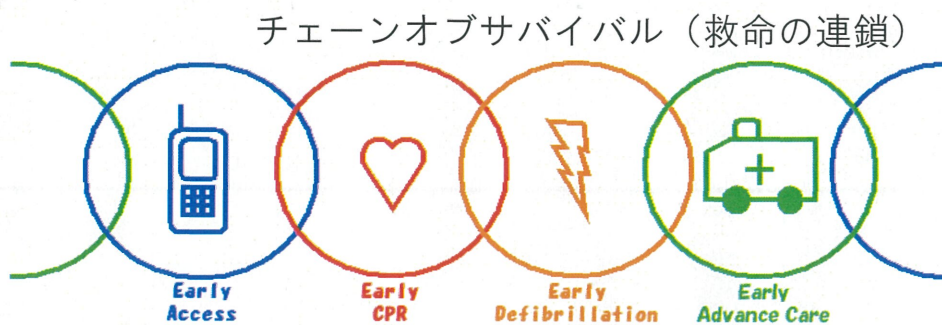 チェーンオブサバイバル（救命の連鎖）
Early
Access
Early
CPR
Early
Defibrillation
Early
Advance Care